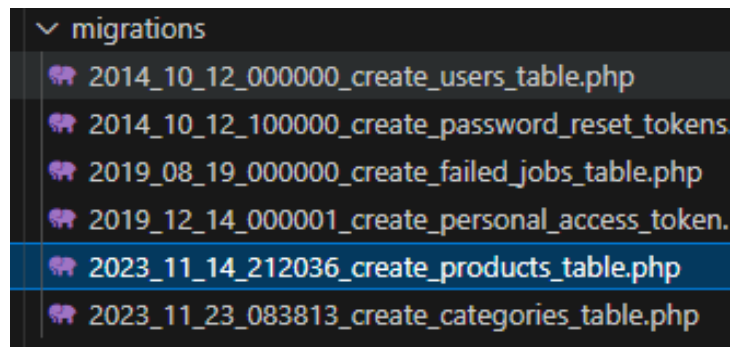 migrations
2014_10_12_000000_create_users_table.php
2014_10_12_100000_create_password_reset_tokens.
2019_08_19_000000_create_failed_jobs_table.php
2019_12_14_000001_create_personal_access_token.
2023_11_14_212036_create_products_table.php
2023_11_23_083813_create_categories_table.php